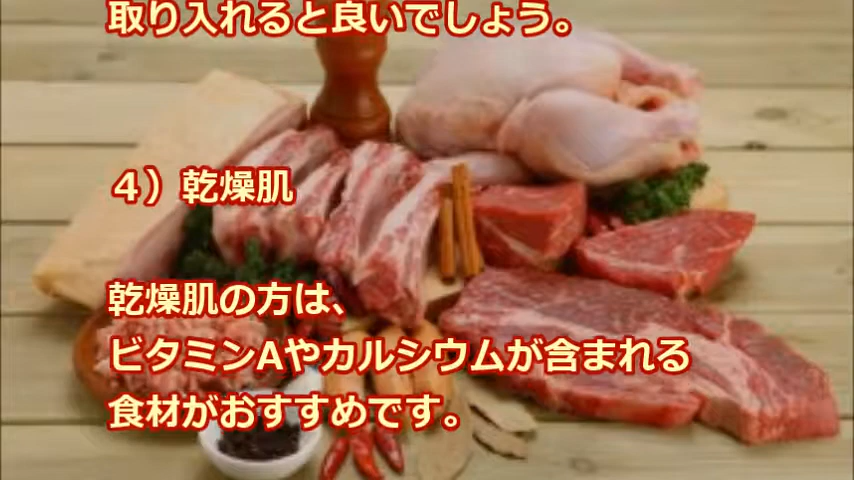 取り入れると良いでしょう。
４）乾燥肌
乾燥肌の方は、
ビタミンAやカルシウムが含まれる
食材がおすすめです。